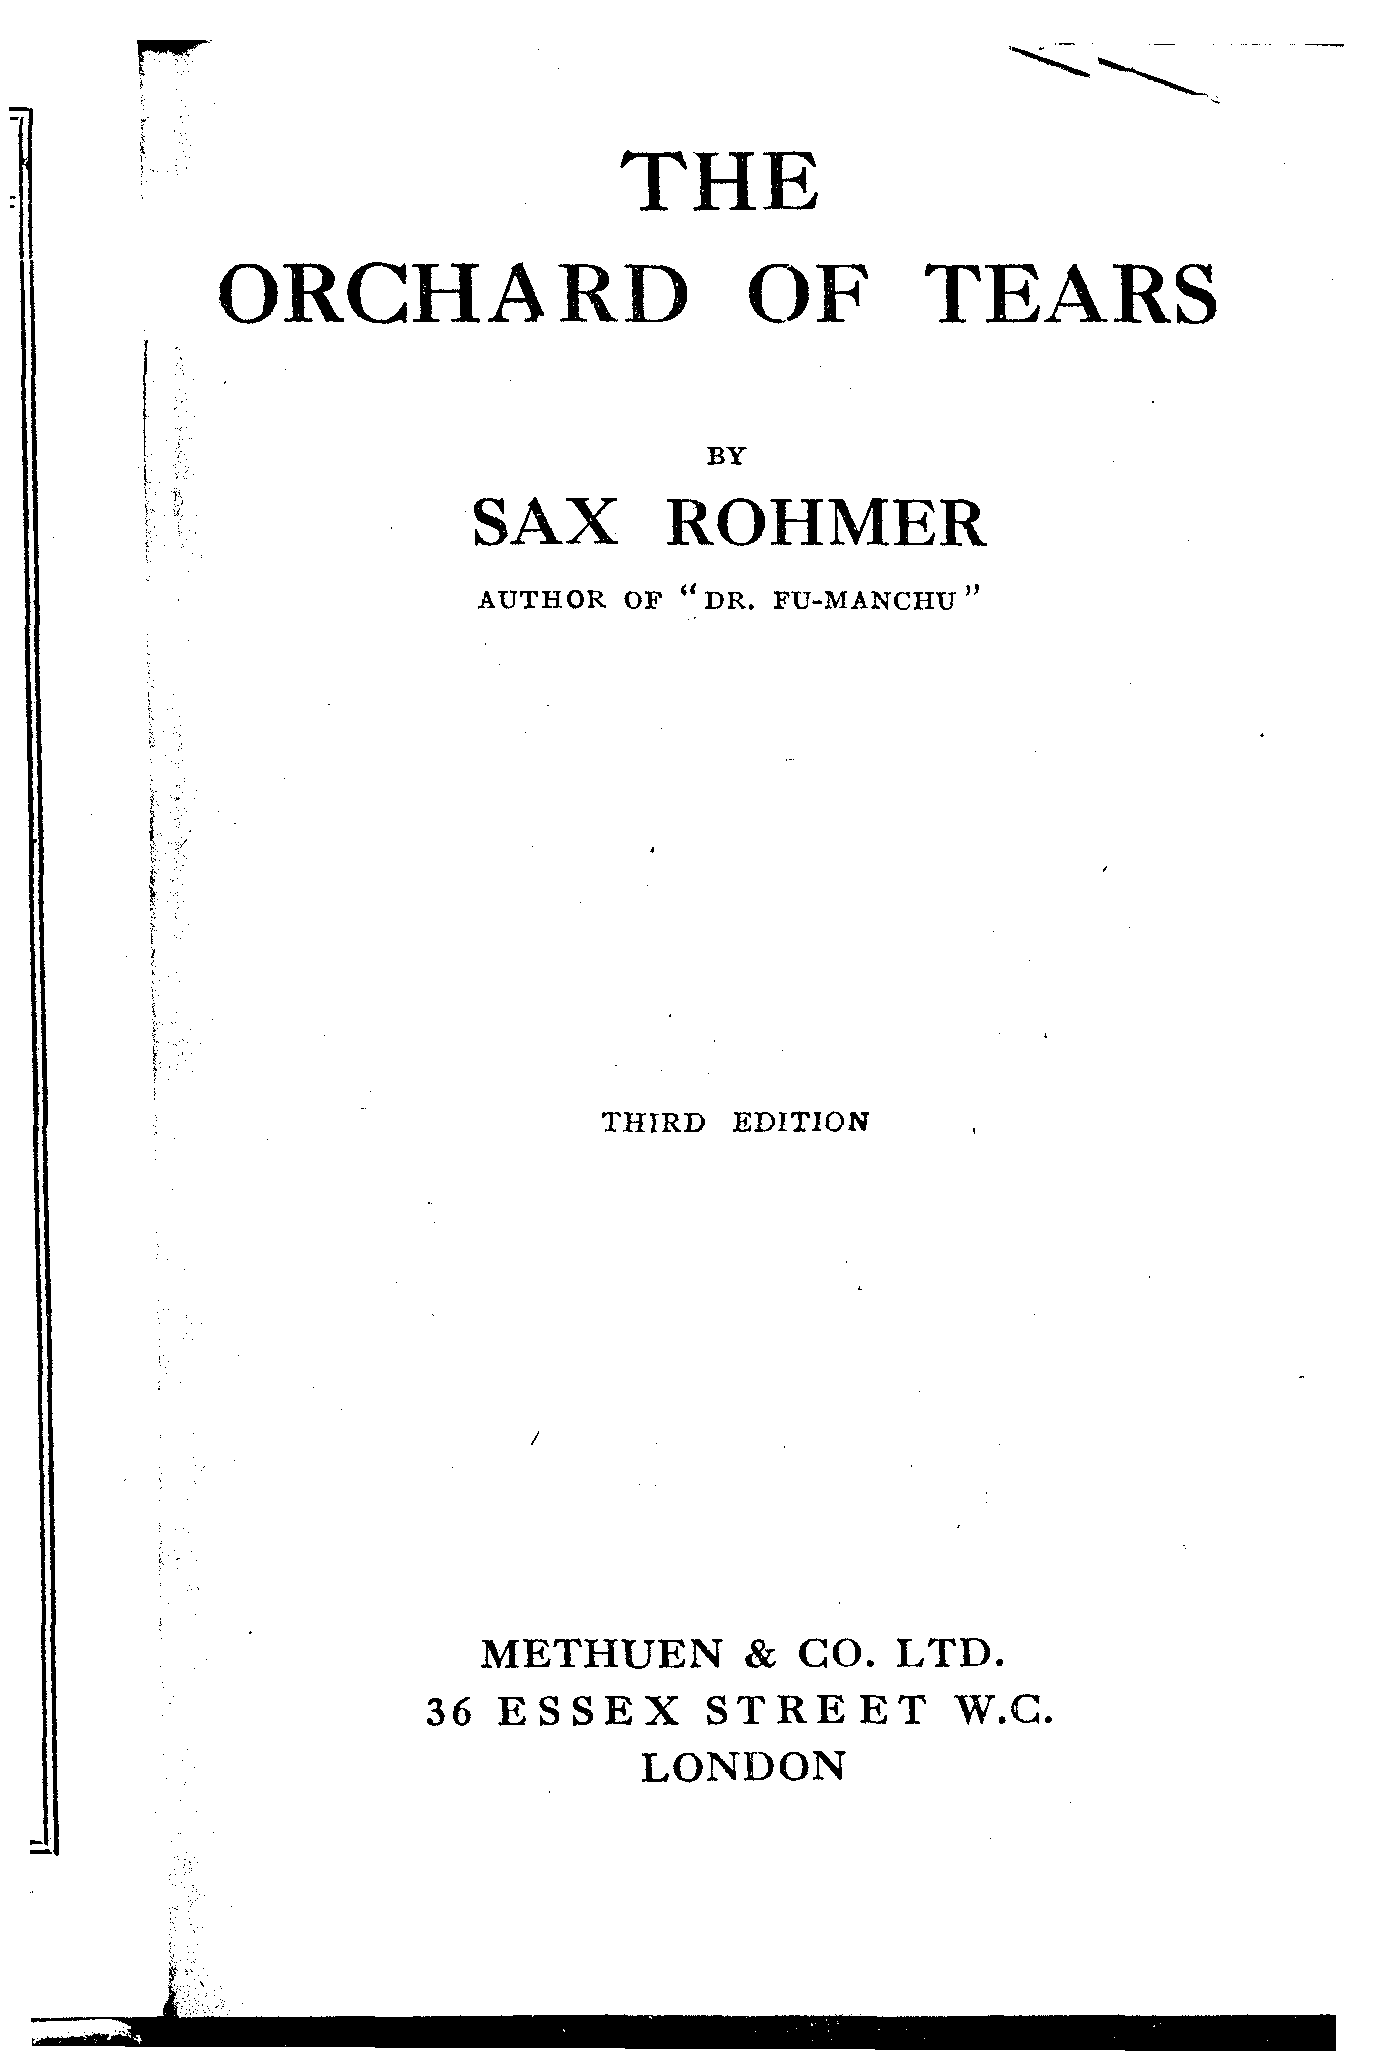 THE
ORCHARD OF TEARS
BY
SAX ROHMER
AUTHOR OF "DR. FU-MANCHU"
THIRD EDITION
METHUEN & CO. LTD.
36 ESSEX STREET W.C.
LONDON